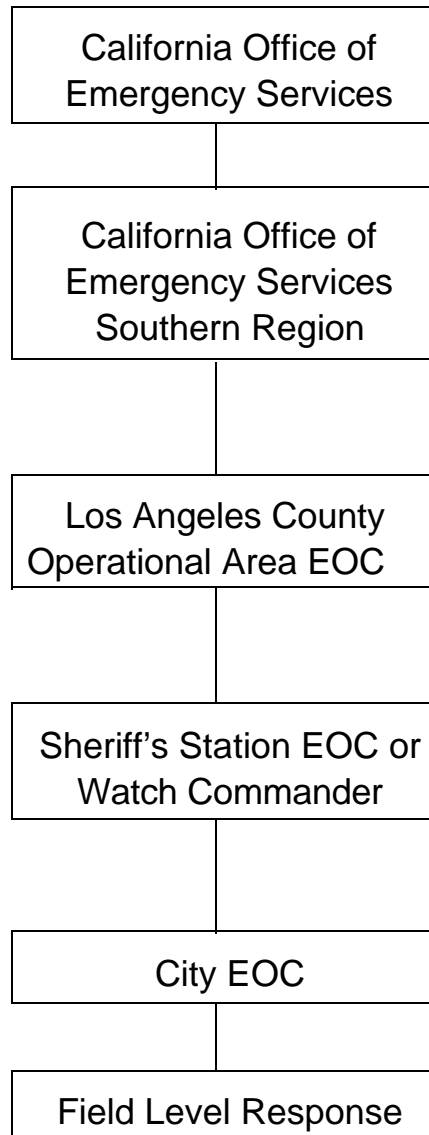 California Office of
Emergency Services
California Office of
Emergency Services
Southern Region
Los Angeles County
Operational Area EOC
Sheriff’s Station EOC or
Watch Commander
City EOC
Field Level Response